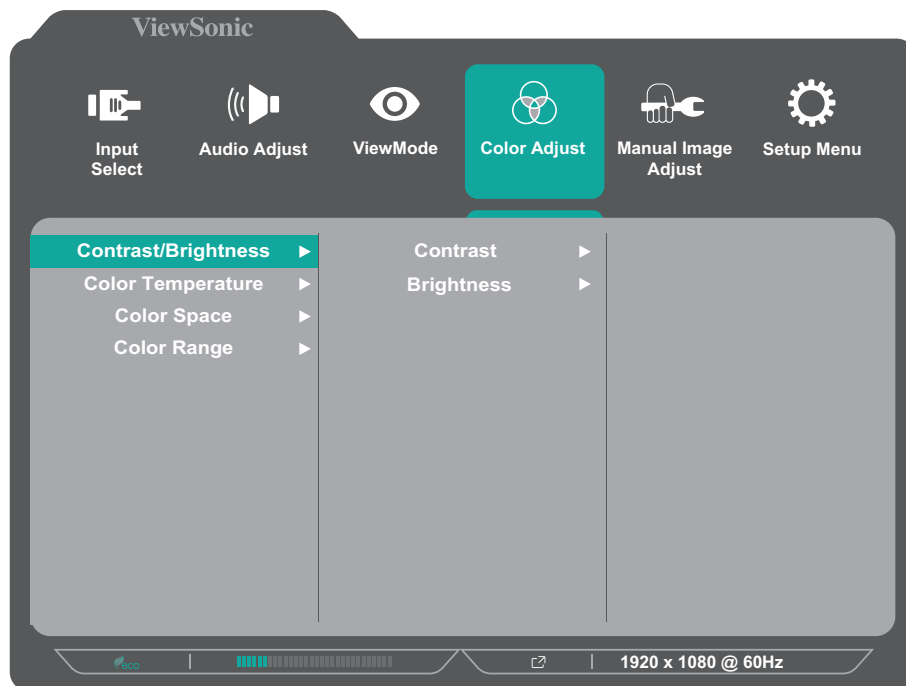 ViewSonic
Input
Select
Audio Adjust
ViewMode
Color Adjust
Manual Image
Adjust
Setup Menu
Contrast/Brightness
Color Temperature
Color Space
Color Range
Contrast
Brightness
eco
1920 x 1080 @ 60Hz